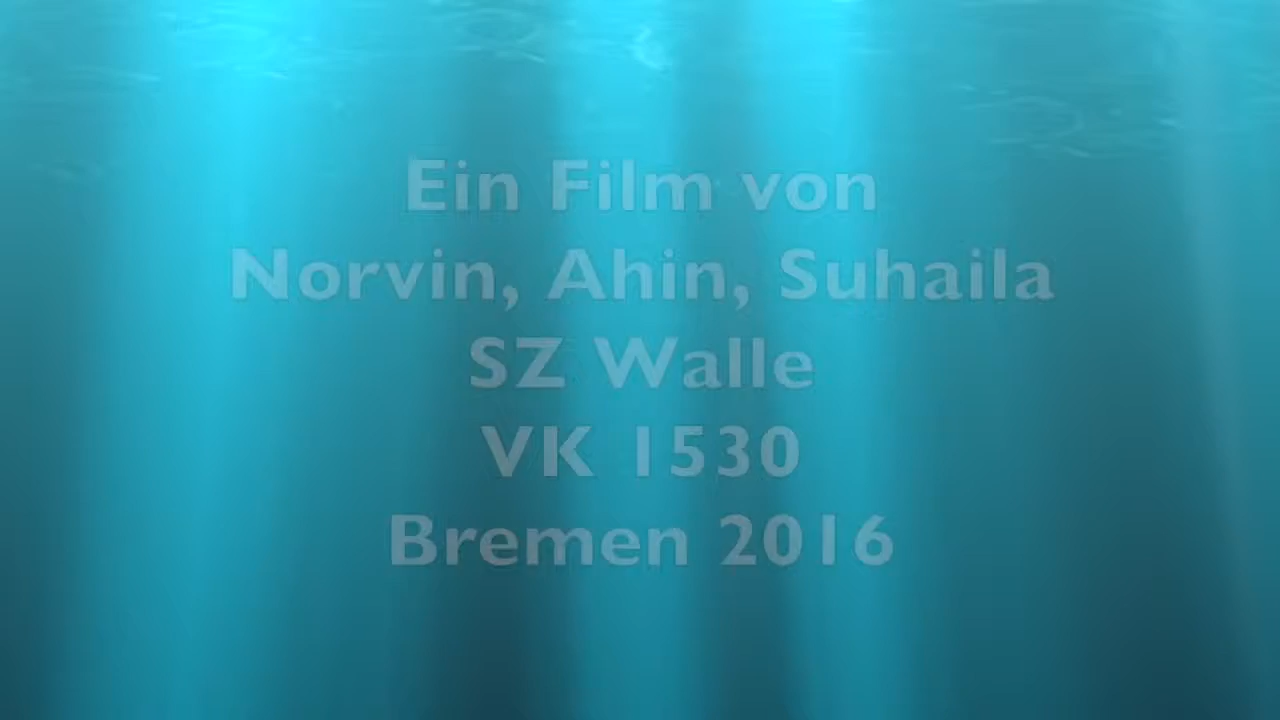 Ein Film von
Norvin, Ahin, Suhaila
SZ Walle
VK 1530
Bremen 2016